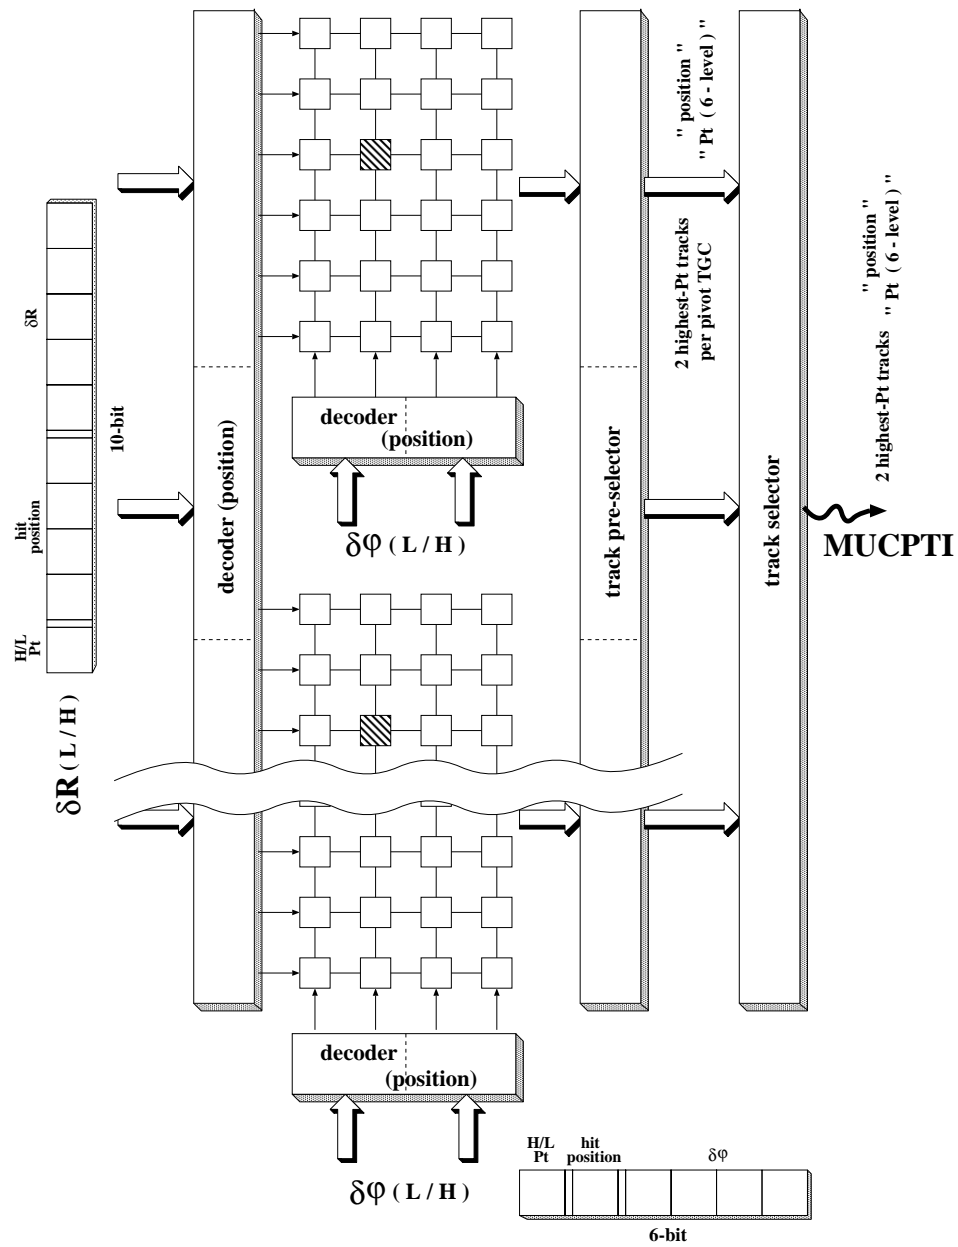 " position "
" Pt ( 6 - level ) "
2 highest-Pt tracks
per pivot TGC
" position "
2 highest-Pt tracks " Pt ( 6 - level ) "
δR
10-bit
hit
position
H/L
Pt
δR ( L / H )
decoder (position)
decoder
(position)
δφ ( L / H )
track pre-selector
track selector
MUCPTI
decoder
(position)
δφ ( L / H )
H/L
Pt
hit
position
δφ
6-bit